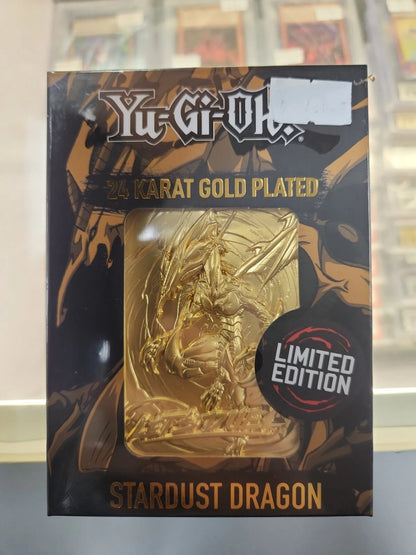 Yu-Gi-Oh!
24 KARAT GOLD PLATED
LIMITED
EDITION
STARDUST DRAGON